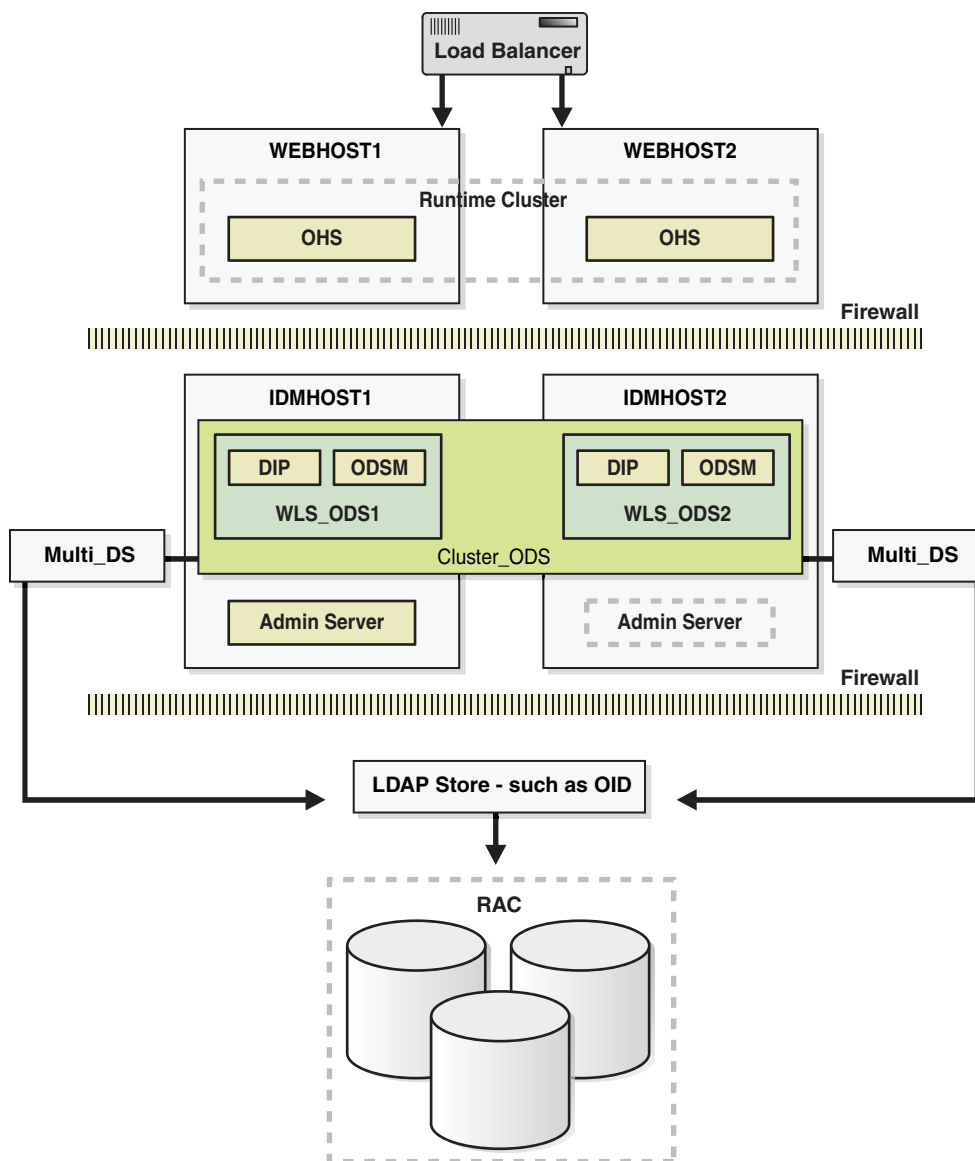 Load Balancer
WEBHOST1
WEBHOST2
Runtime Cluster
OHS
OHS
Firewall
IDMHOST1
IDMHOST2
DIP
ODSM
DIP
ODSM
WLS_ODS1
WLS_ODS2
Multi_DS
Cluster_ODS
Multi_DS
Admin Server
Admin Server
Firewall
LDAP Store - such as OID
RAC